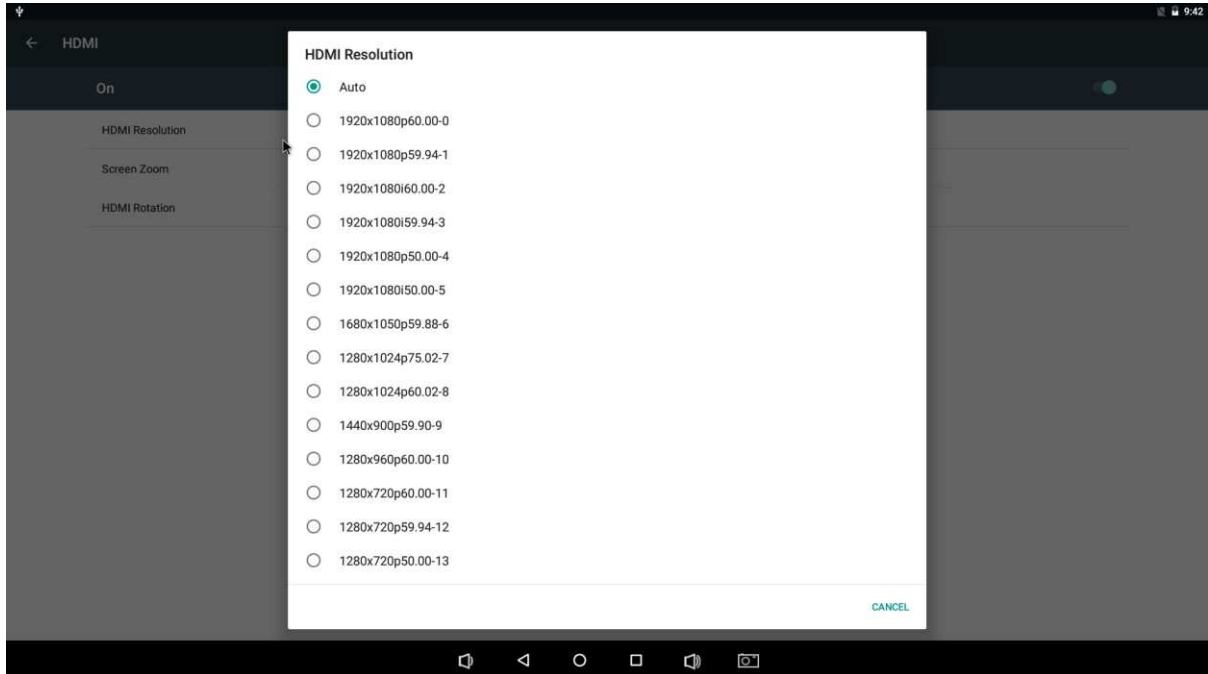 9:42
HDMI
On
HDMI Resolution
Screen Zoom
HDMI Rotation
HDMI Resolution
Auto
1920x1080p60.00-0
1920x1080p59.94-1
1920x1080i60.00-2
1920x1080i59.94-3
1920x1080p50.00-4
1920x1080i50.00-5
1680x1050p59.88-6
1280x1024p75.02-7
1280x1024p60.02-8
1440x900p59.90-9
1280x960p60.00-10
1280x720p60.00-11
1280x720p59.94-12
1280x720p50.00-13
CANCEL